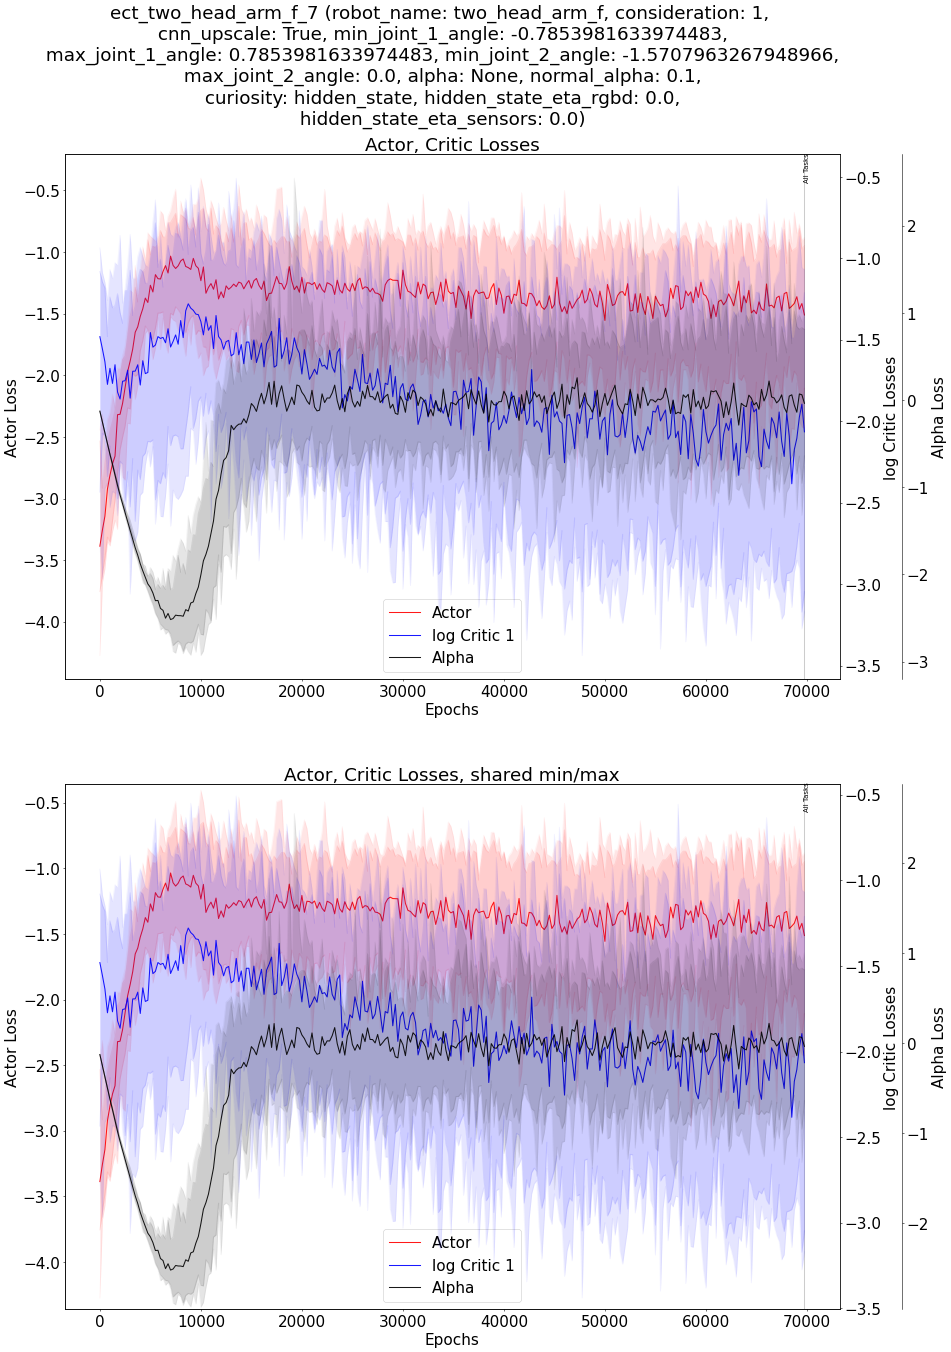 ect_two_head_arm_f_7 (robot_name: two_head_arm_f, consideration: 1,
cnn_upscale: True, min_joint_1_angle: -0.7853981633974483,
max_joint_1_angle: 0.7853981633974483, min_joint_2_angle: -1.5707963267948966,
max_joint_2_angle: 0.0, alpha: None, normal_alpha: 0.1,
curiosity: hidden_state, hidden_state_eta_rgbd: 0.0,
hidden_state_eta_sensors: 0.0)
Actor, Critic Losses
All Tasks
−0.5
−1.0
−1.5
−2.0
−2.5
−3.0
−3.5
−4.0
Actor Loss
−0.5
−1.0
−1.5
−2.0
−2.5
−3.0
−3.5
log Critic Losses
2
1
0
−1
−2
−3
Alpha Loss
Actor
log Critic 1
Alpha
0 10000 20000 30000 40000 50000 60000 70000
Epochs
Actor, Critic Losses, shared min/max
All Tasks
−0.5
−1.0
−1.5
−2.0
−2.5
−3.0
−3.5
−4.0
Actor Loss
−0.5
−1.0
−1.5
−2.0
−2.5
−3.0
−3.5
log Critic Losses
2
1
0
−1
−2
Alpha Loss
Actor
log Critic 1
Alpha
0 10000 20000 30000 40000 50000 60000 70000
Epochs